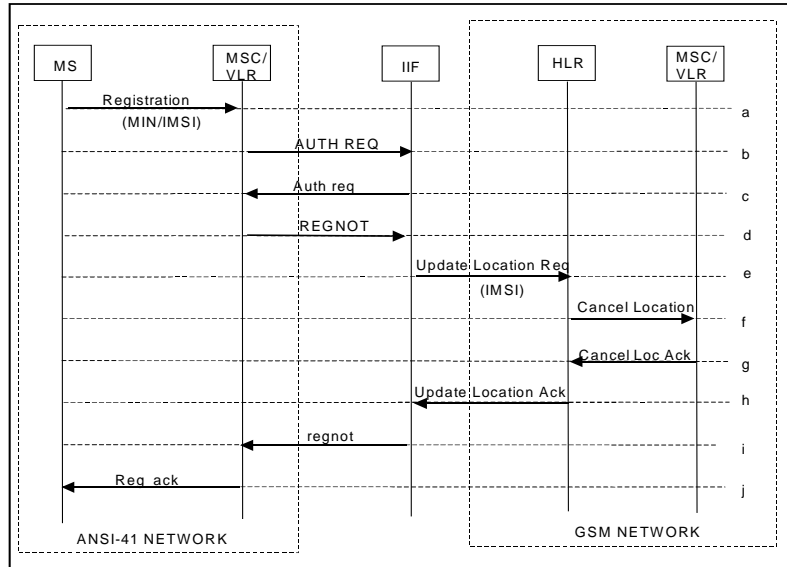 MS
MSC/
VLR
IIF
HLR
MSC/
VLR
Registration
(MIN/IMSI)
a
AUTH REQ
b
Auth req
c
REGNOT
d
Update Location Req
(IMSI)
e
Cancel Location
f
Cancel Loc Ack
g
Update Location Ack
h
regnot
i
Reg ack
j
ANSI-41 NETWORK
GSM NETWORK